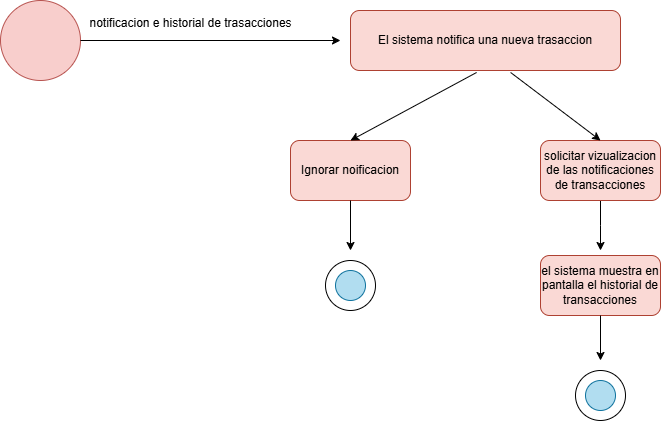 notificacion e historial de trasacciones
El sistema notifica una nueva trasaccion
Ignorar noificacion
solicitar vizualizacion
de las notificaciones
de transacciones
el sistema muestra en
pantalla el historial de
transacciones